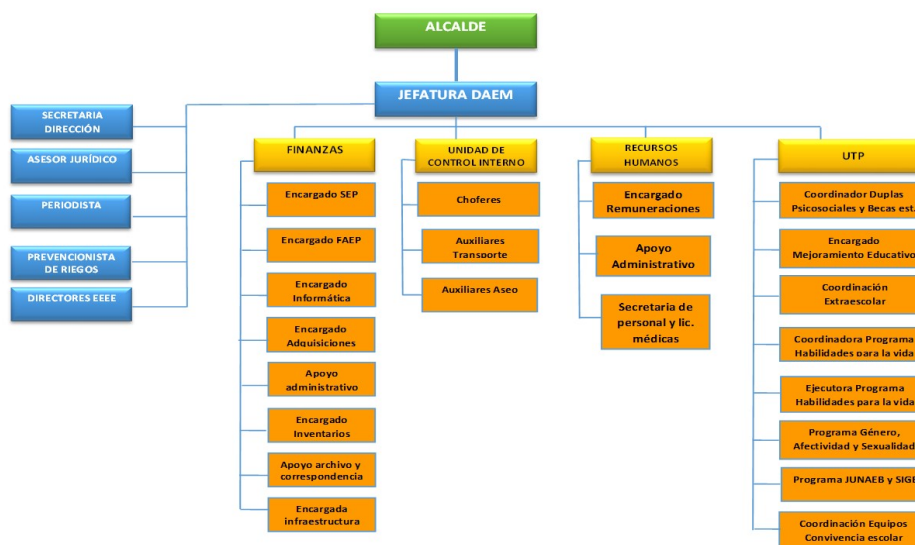 ALCALDE
JEFATURA DAEM
SECRETARIA
DIRECCIÓN
ASESOR JURÍDICO
PERIODISTA
PREVENCIONISTA
DE RIEGOS
DIRECTORES EEEE
FINANZAS
Encargado SEP
Encargado FAEP
Encargado
Informática
Encargado
Adquisiciones
Apoyo
administrativo
Encargado
Inventarios
Apoyo archivo y
correspondencia
Encargada
infraestructura
UNIDAD DE
CONTROL INTERNO
Choferes
Auxiliares
Transporte
Auxiliares Aseo
RECURSOS
HUMANOS
Encargado
Remuneraciones
Apoyo
Administrativo
Secretaria de
personal y lic.
médicas
UTP
Coordinador Duplas
Psicosociales y Becas est.
Encargado
Mejoramiento Educativo
Coordinación
Extraescolar
Coordinadora Programa
Habilidades para la vida
Ejecutora Programa
Habilidades para la vida
Programa Género,
Afectividad y Sexualidad
Programa JUNAEB y SIGE
Coordinación Equipos
Convivencia escolar